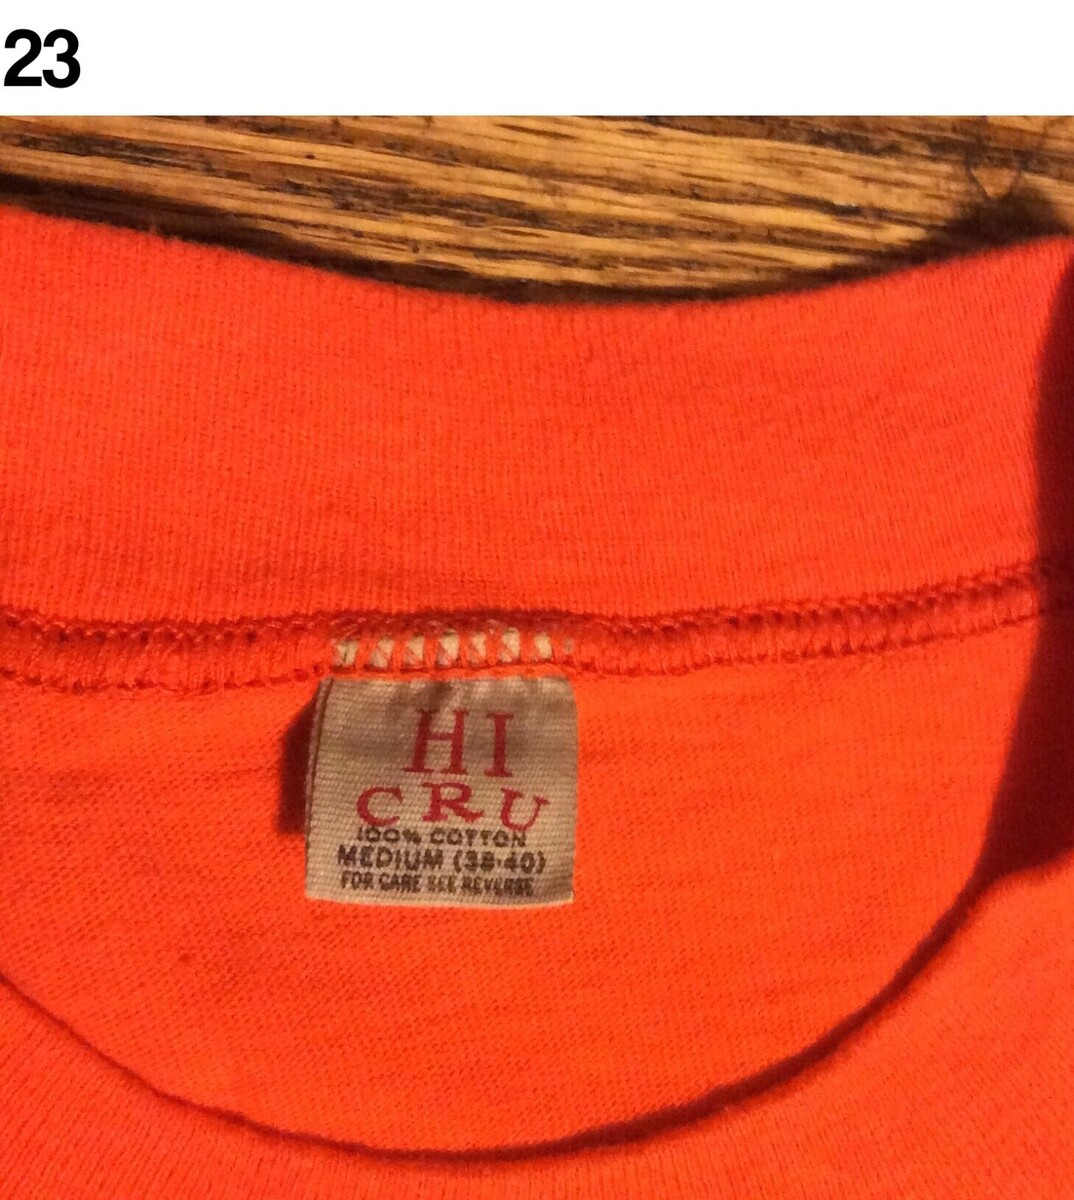 23
HI
CRU
100% COTTON
MEDIUM (38-40)
FOR CARE SEE REVERSE